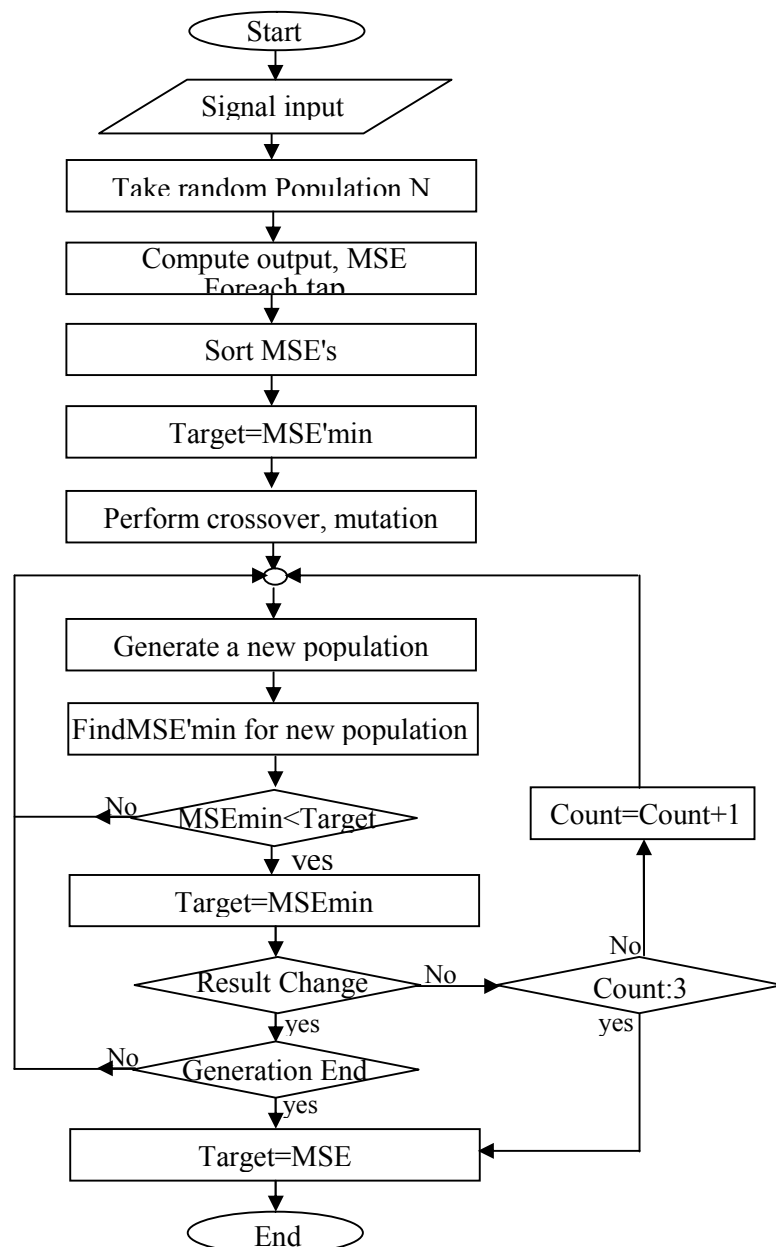 Start
Signal input
Take random Population N
Compute output, MSE
Foreach tap
Sort MSE's
Target=MSE'min
Perform crossover, mutation
Generate a new population
FindMSE'min for new population
No
MSEmin<Target
Count=Count+1
yes
Target=MSEmin
No
Result Change
No
Count:3
yes
yes
No
Generation End
yes
Target=MSE
End